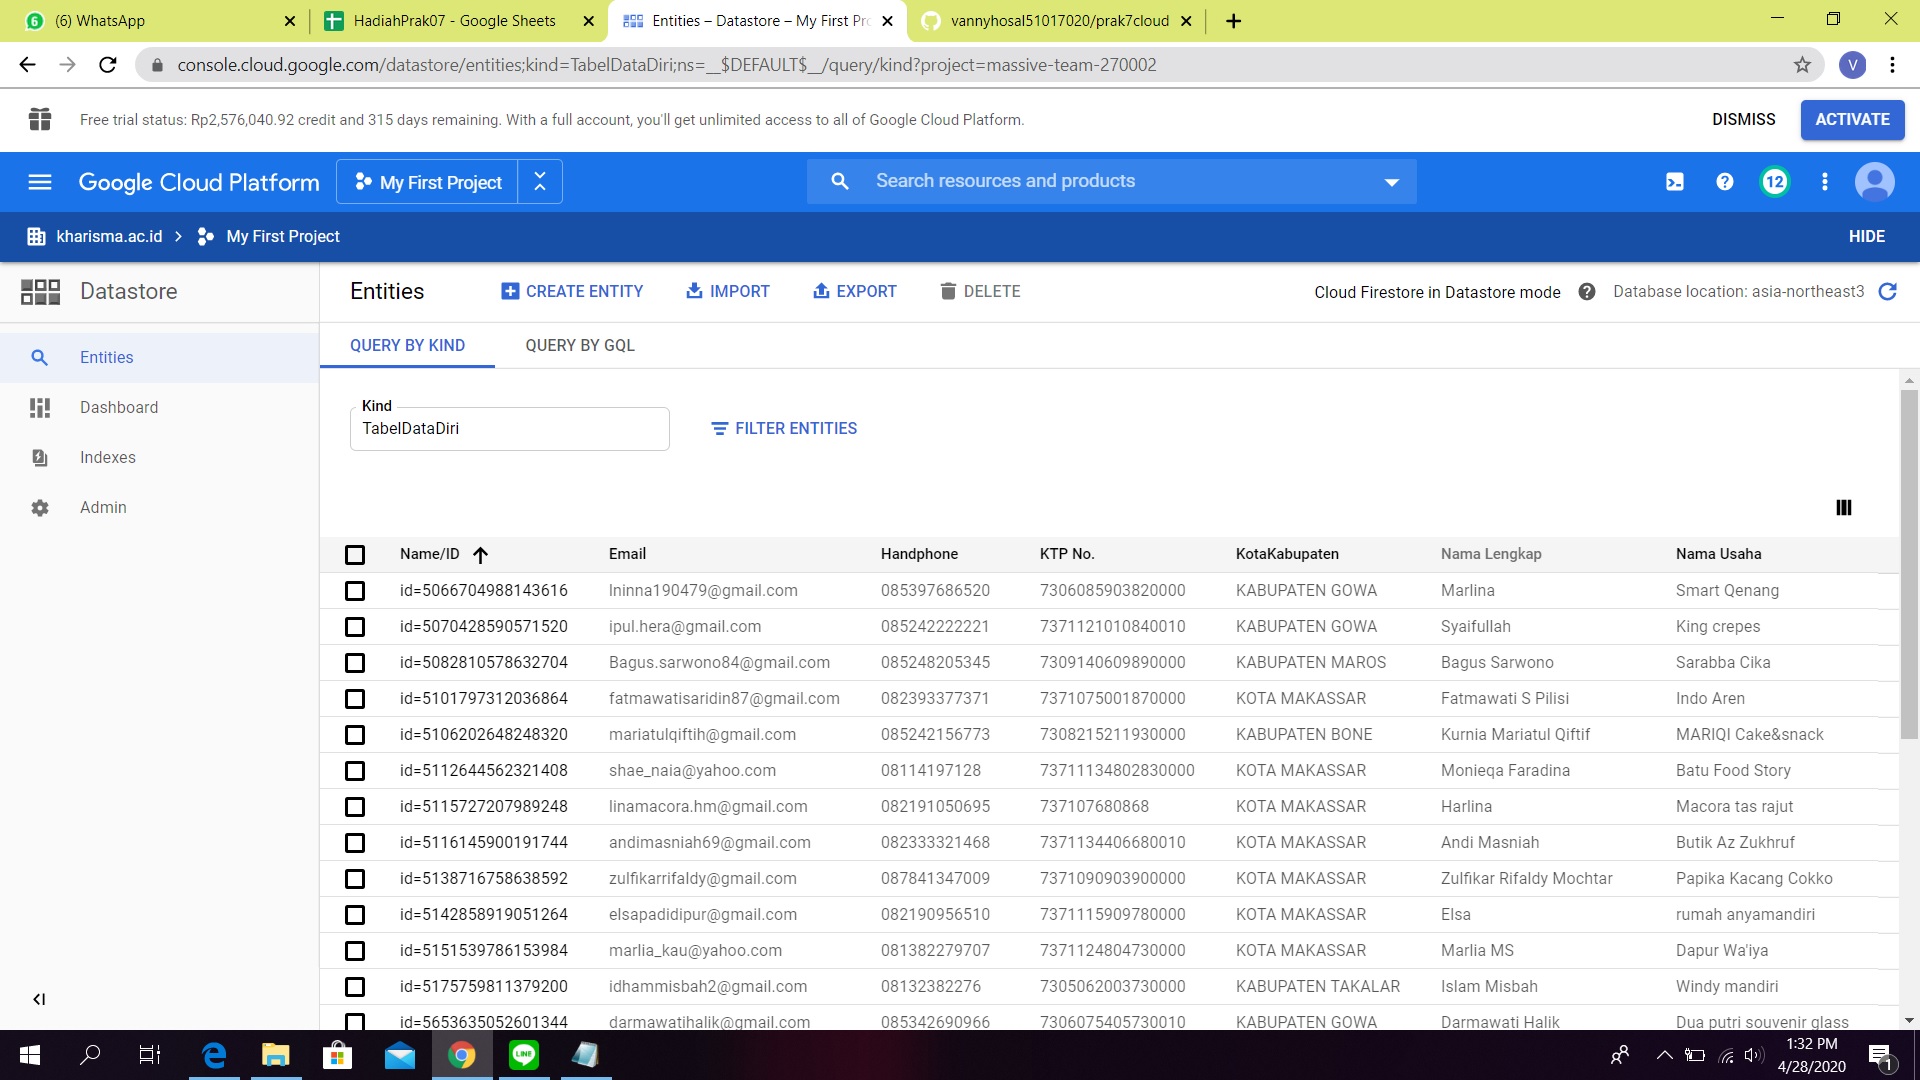 (6) WhatsApp
HadiahPrak07 - Google Sheets
Entities – Datastore – My First Pro
vannyhosal51017020/prak7cloud
console.cloud.google.com/datastore/entities;kind=TabelDataDiri;ns=__$DEFAULT$__/query/kind?project=massive-team-270002
V
Free trial status: Rp2,576,040.92 credit and 315 days remaining. With a full account, you'll get unlimited access to all of Google Cloud Platform.
DISMISS
ACTIVATE
Google Cloud Platform
My First Project
Search resources and products
12
kharisma.ac.id
My First Project
HIDE
Datastore
Entities
CREATE ENTITY
IMPORT
EXPORT
DELETE
Cloud Firestore in Datastore mode
Database location: asia-northeast3
Entities
Dashboard
Indexes
Admin
QUERY BY KIND
QUERY BY GQL
Kind
TabelDataDiri
FILTER ENTITIES
Name/ID Email Handphone KTP No. KotaKabupaten Nama Lengkap Nama Usaha
id=5066704988143616 lninna190479@gmail.com 085397686520 7306085903820000 KABUPATEN GOWA Marlina Smart Qenang
id=5070428590571520 ipul.hera@gmail.com 085242222221 7371121010840010 KABUPATEN GOWA Syaifullah King crepes
id=5082810578632704 Bagus.sarwono84@gmail.com 085248205345 7309140609890000 KABUPATEN MAROS Bagus Sarwono Sarabba Cika
id=5101797312036864 fatmawatisaridin87@gmail.com 082393377371 7371075001870000 KOTA MAKASSAR Fatmawati S Pilisi Indo Aren
id=5106202648248320 mariatulqiftih@gmail.com 085242156773 7308215211930000 KABUPATEN BONE Kurnia Mariatul Qiftif MARIQI Cake&snack
id=5112644562321408 shae_naia@yahoo.com 08114197128 73711134802830000 KOTA MAKASSAR Monieqa Faradina Batu Food Story
id=5115727207989248 linamacora.hm@gmail.com 082191050695 737107680868 KOTA MAKASSAR Harlina Macora tas rajut
id=5116145900191744 andimasniah69@gmail.com 082333321468 7371134406680010 KOTA MAKASSAR Andi Masniah Butik Az Zukhruf
id=5138716758638592 zulfikarrifaldy@gmail.com 087841347009 7371090903900000 KOTA MAKASSAR Zulfikar Rifaldy Mochtar Papika Kacang Cokko
id=5142858919051264 elsapadidipur@gmail.com 082190956510 7371115909780000 KOTA MAKASSAR Elsa rumah anyamandiri
id=5151539786153984 marlia_kau@yahoo.com 081382279707 7371124804730000 KOTA MAKASSAR Marlia MS Dapur Wa'iya
id=5175759811379200 idhammisbah2@gmail.com 08132382276 7305062003730000 KABUPATEN TAKALAR Islam Misbah Windy mandiri
id=5653635052601344 darmawatihalik@gmail.com 085342690966 7306075405730010 KABUPATEN GOWA Darmawati Halik Dua putri souvenir glass
LINE
1:32 PM
4/28/2020
1